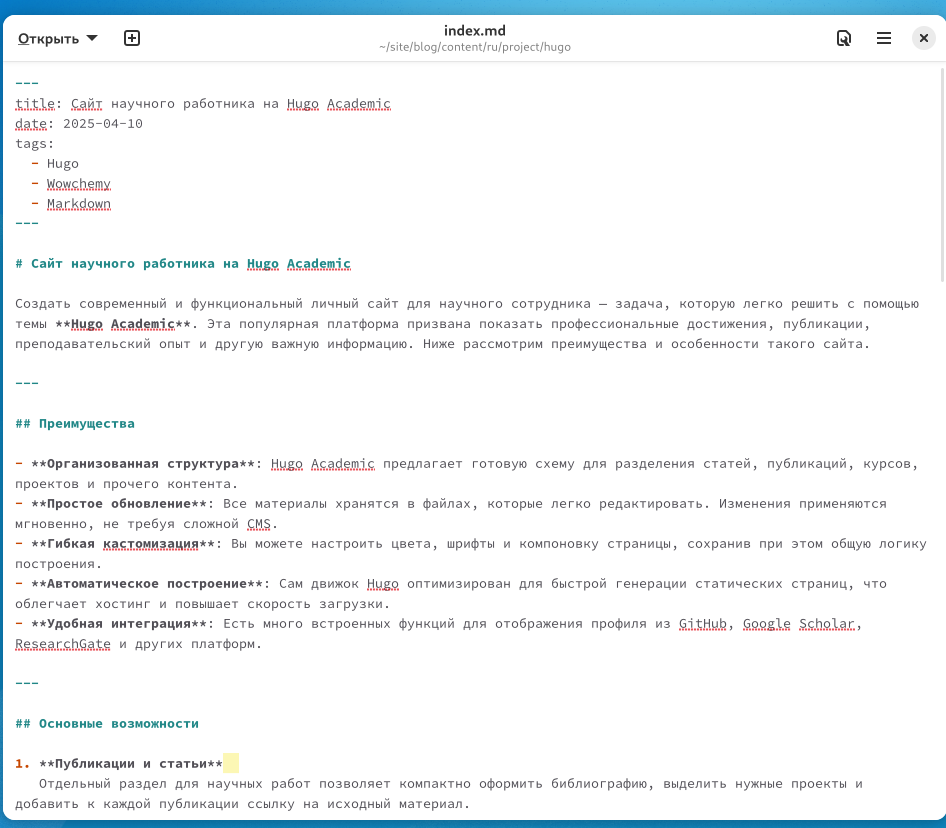 Открыть
index.md
~/site/blog/content/ru/project/hugo
---
title: Сайт научного работника на Hugo Academic
date: 2025-04-10
tags:
  - Hugo
  - Wowchemy
  - Markdown
---
# Сайт научного работника на Hugo Academic
Создать современный и функциональный личный сайт для научного сотрудника — задача, которую легко решить с помощью
темы **Hugo Academic**. Эта популярная платформа призвана показать профессиональные достижения, публикации,
преподавательский опыт и другую важную информацию. Ниже рассмотрим преимущества и особенности такого сайта.
---
## Преимущества
- **Организованная структура**: Hugo Academic предлагает готовую схему для разделения статей, публикаций, курсов,
проектов и прочего контента.
- **Простое обновление**: Все материалы хранятся в файлах, которые легко редактировать. Изменения применяются
мгновенно, не требуя сложной CMS.
- **Гибкая кастомизация**: Вы можете настроить цвета, шрифты и компоновку страницы, сохранив при этом общую логику
построения.
- **Автоматическое построение**: Сам движок Hugo оптимизирован для быстрой генерации статических страниц, что
облегчает хостинг и повышает скорость загрузки.
- **Удобная интеграция**: Есть много встроенных функций для отображения профиля из GitHub, Google Scholar,
ResearchGate и других платформ.
---
## Основные возможности
1. **Публикации и статьи**
   Отдельный раздел для научных работ позволяет компактно оформить библиографию, выделить нужные проекты и
добавить к каждой публикации ссылку на исходный материал.